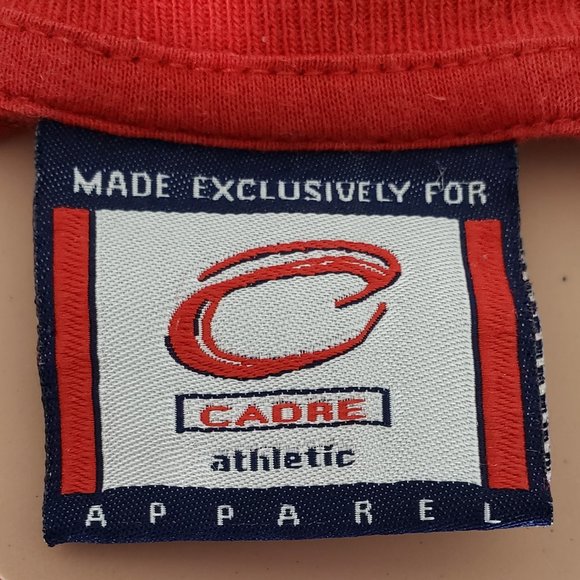 MADE EXCLUSIVELY FOR
C
CADRE
athletic
APPAREL